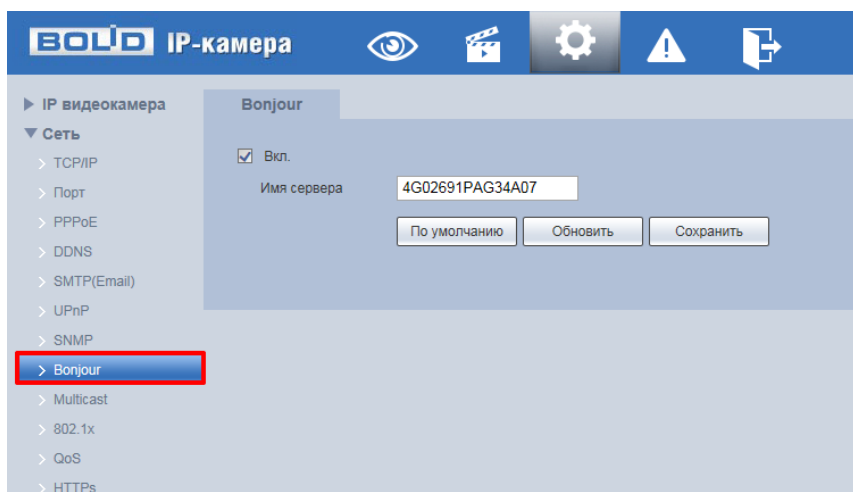 BOLID IP-камера
IP видеокамера
Сеть
TCP/IP
Порт
PPPoE
DDNS
SMTP(Email)
UPnP
SNMP
Bonjour
Multicast
802.1x
QoS
HTTPs
Bonjour
Вкл.
Имя сервера 4G02691PAG34A07
По умолчанию Обновить Сохранить